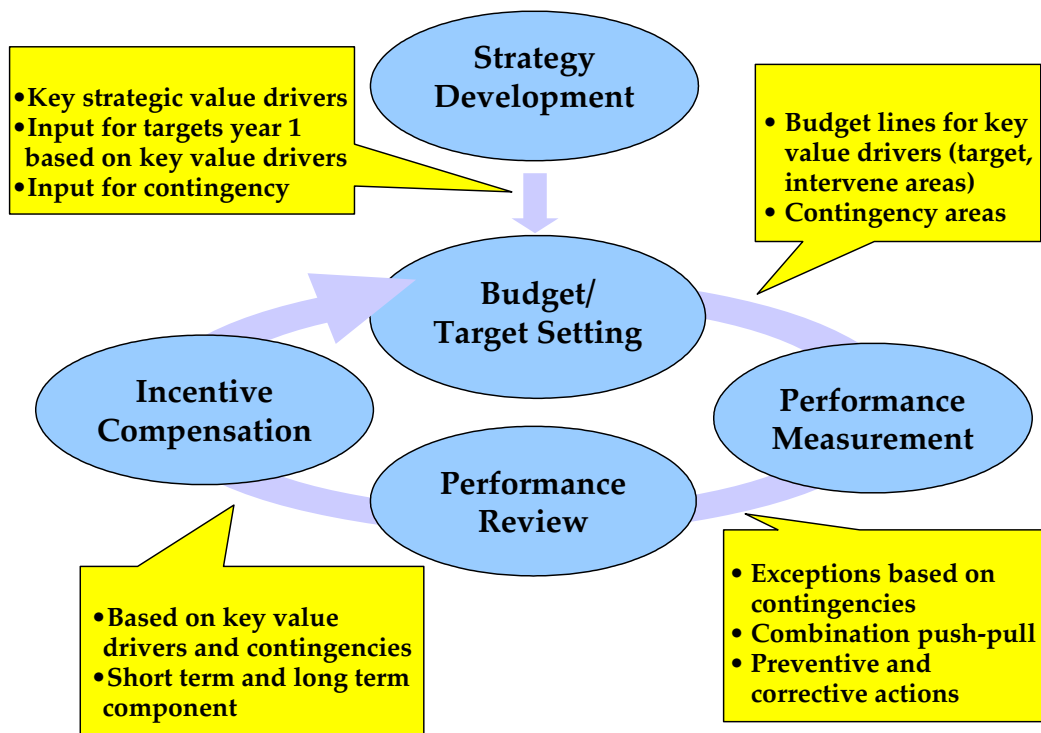 Strategy
Development
•Key strategic value drivers
•Input for targets year 1
based on key value drivers
•Input for contingency
• Budget lines for key
value drivers (target,
intervene areas)
• Contingency areas
Budget/
Target Setting
Incentive
Compensation
Performance
Measurement
Performance
Review
•Based on key value
drivers and contingencies
•Short term and long term
component
• Exceptions based on
contingencies
• Combination push-pull
• Preventive and
corrective actions